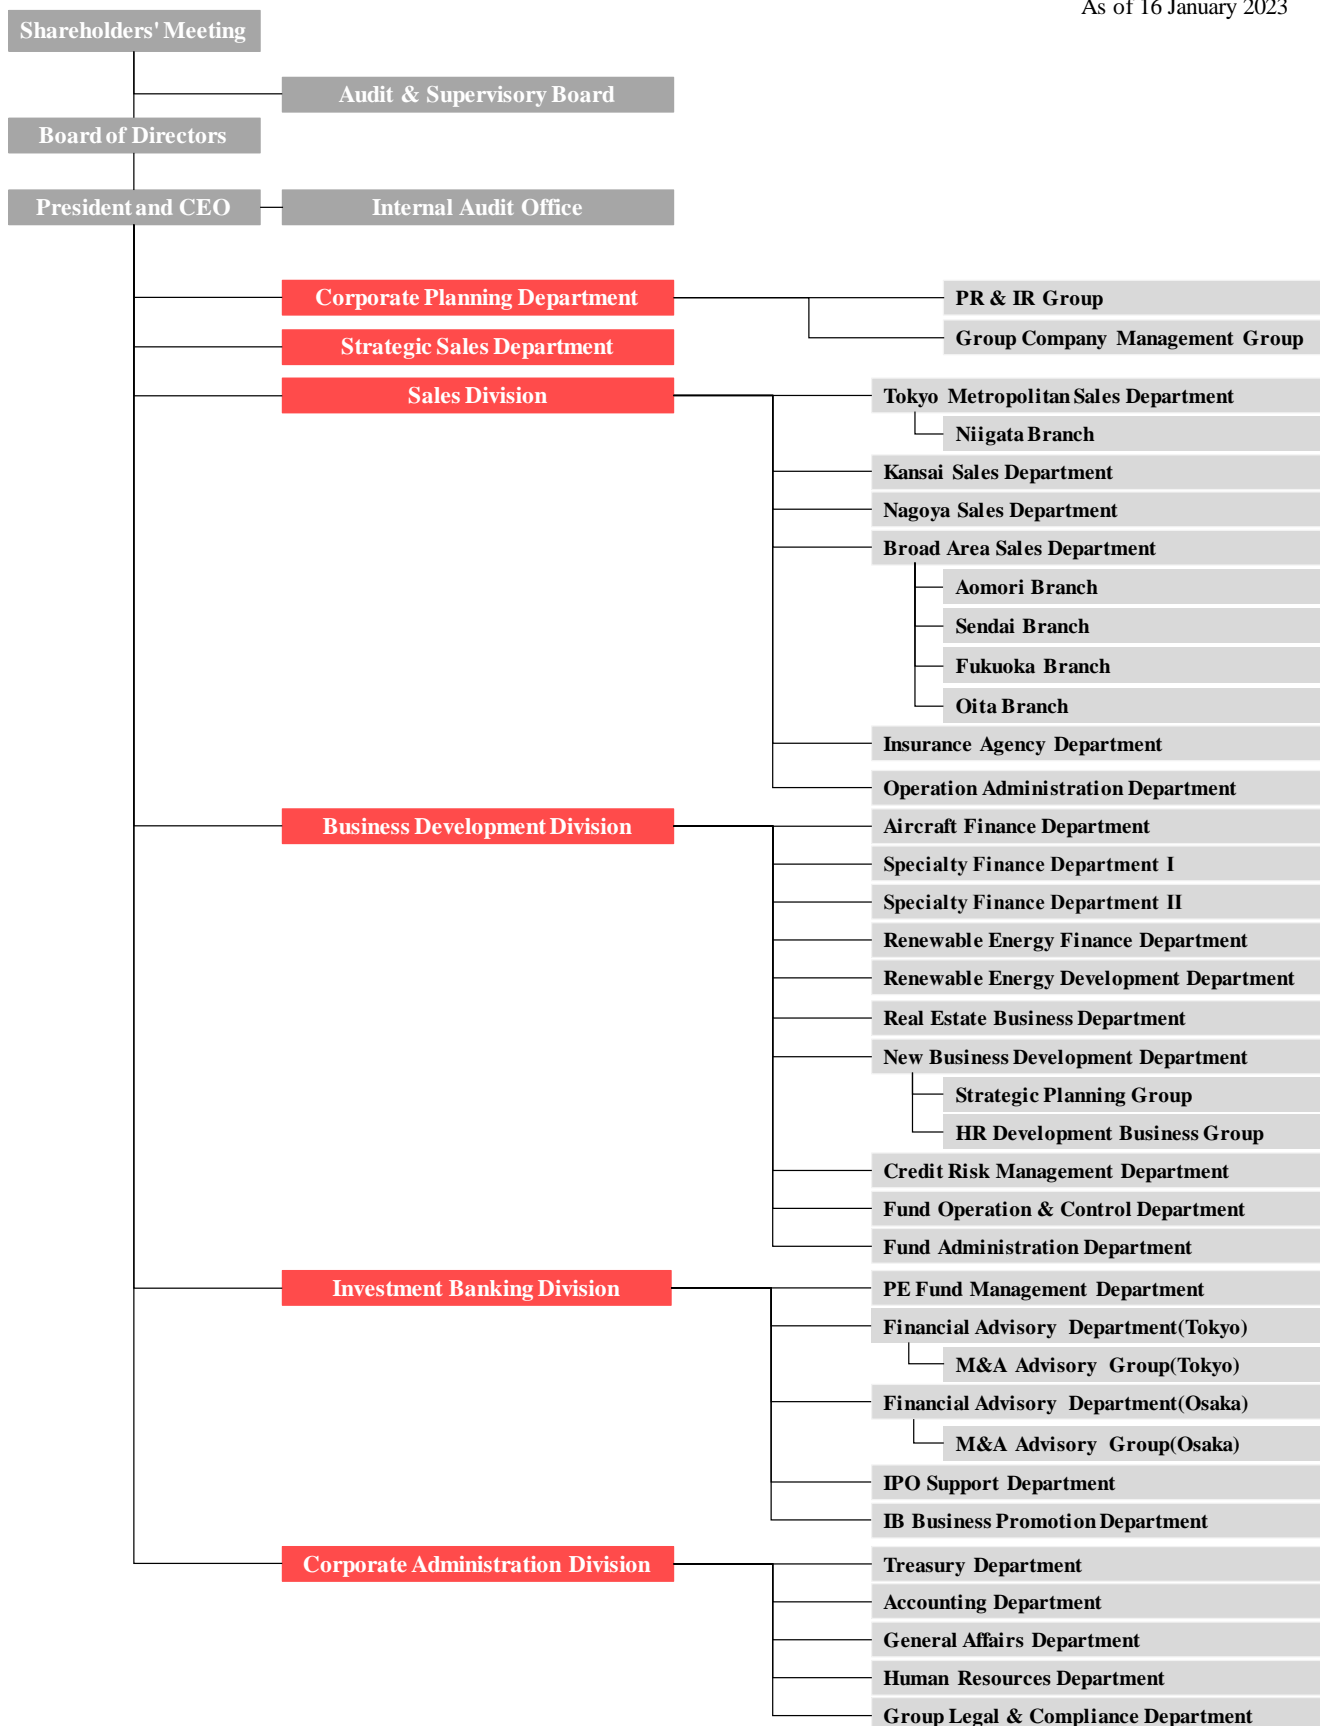 As of 16 January 2023
Shareholders' Meeting
Audit & Supervisory Board
Board of Directors
President and CEO
Internal Audit Office
Corporate Planning Department
PR & IR Group
Group Company Management Group
Strategic Sales Department
Sales Division
Tokyo Metropolitan Sales Department
Niigata Branch
Kansai Sales Department
Nagoya Sales Department
Broad Area Sales Department
Aomori Branch
Sendai Branch
Fukuoka Branch
Oita Branch
Insurance Agency Department
Operation Administration Department
Business Development Division
Aircraft Finance Department
Specialty Finance Department I
Specialty Finance Department II
Renewable Energy Finance Department
Renewable Energy Development Department
Real Estate Business Department
New Business Development Department
Strategic Planning Group
HR Development Business Group
Credit Risk Management Department
Fund Operation & Control Department
Fund Administration Department
Investment Banking Division
PE Fund Management Department
Financial Advisory Department(Tokyo)
M&A Advisory Group(Tokyo)
Financial Advisory Department(Osaka)
M&A Advisory Group(Osaka)
IPO Support Department
IB Business Promotion Department
Corporate Administration Division
Treasury Department
Accounting Department
General Affairs Department
Human Resources Department
Group Legal & Compliance Department